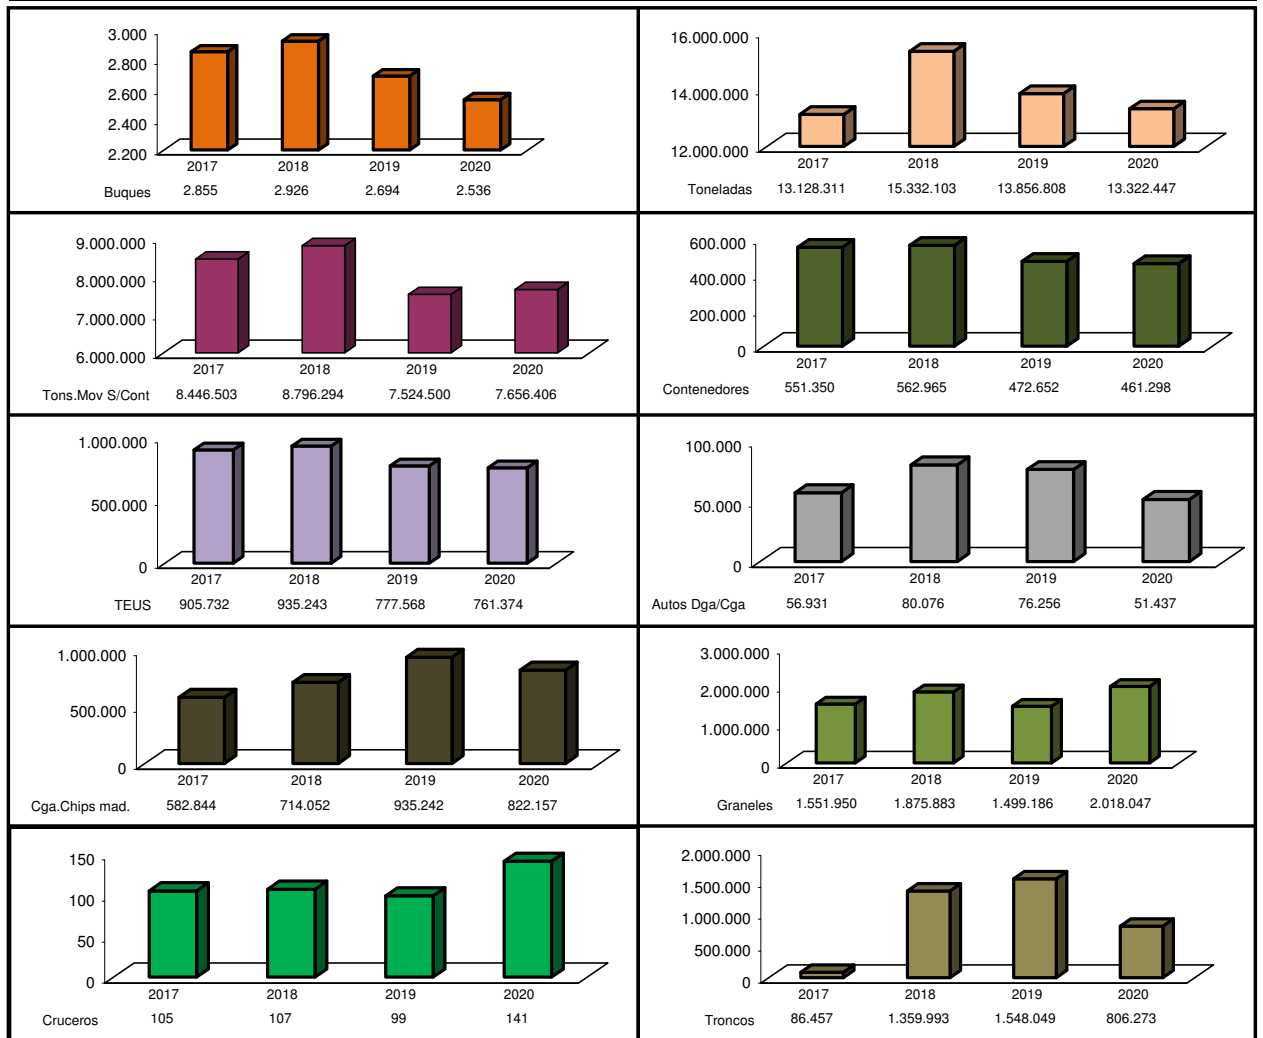 3.000
2.800
2.600
2.400
2.200
2017 2018 2019 2020
Buques 2.855 2.926 2.694 2.536
16.000.000
14.000.000
12.000.000
2017 2018 2019 2020
Toneladas 13.128.311 15.332.103 13.856.808 13.322.447
9.000.000
8.000.000
7.000.000
6.000.000
2017 2018 2019 2020
Tons.Mov S/Cont 8.446.503 8.796.294 7.524.500 7.656.406
600.000
400.000
200.000
0
2017 2018 2019 2020
Contenedores 551.350 562.965 472.652 461.298
1.000.000
500.000
0
2017 2018 2019 2020
TEUS 905.732 935.243 777.568 761.374
100.000
50.000
0
2017 2018 2019 2020
Autos Dga/Cga 56.931 80.076 76.256 51.437
1.000.000
500.000
0
2017 2018 2019 2020
Cga.Chips mad. 582.844 714.052 935.242 822.157
3.000.000
2.000.000
1.000.000
0
2017 2018 2019 2020
Graneles 1.551.950 1.875.883 1.499.186 2.018.047
150
100
50
0
2017 2018 2019 2020
Cruceros 105 107 99 141
2.000.000
1.500.000
1.000.000
500.000
0
2017 2018 2019 2020
Troncos 86.457 1.359.993 1.548.049 806.273